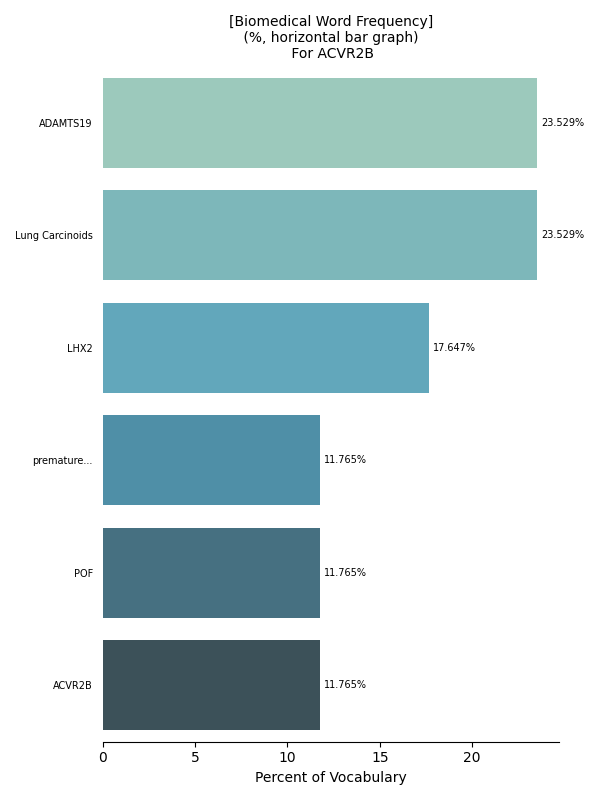 [Biomedical Word Frequency]
(%, horizontal bar graph)
For ACVR2B
ADAMTS19
23.529%
Lung Carcinoids
23.529%
LHX2
17.647%
premature...
11.765%
POF
11.765%
ACVR2B
11.765%
0 5 10 15 20
Percent of Vocabulary